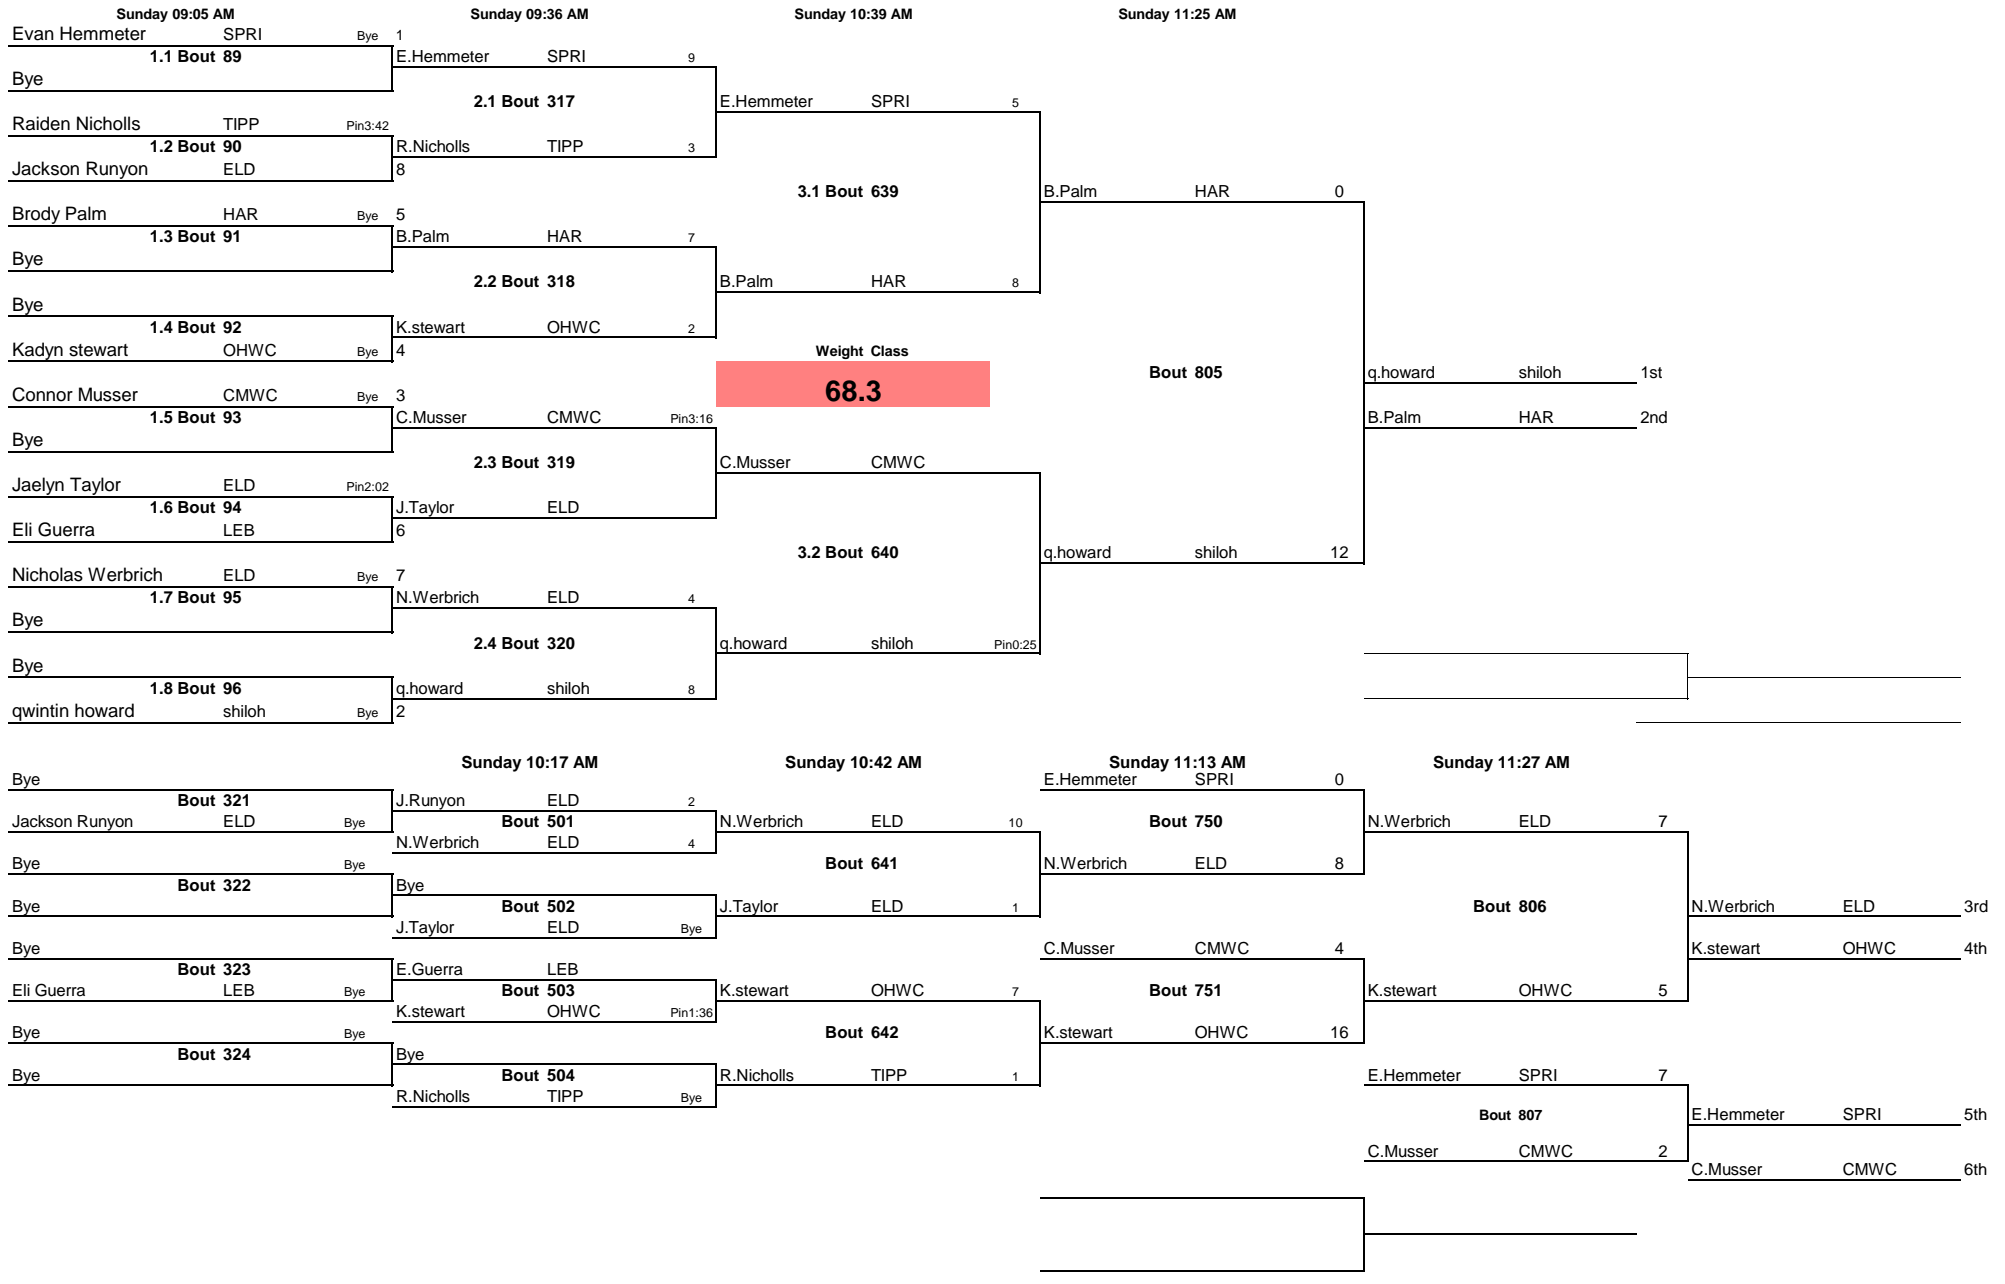 Sunday 09:05 AM Sunday 09:36 AM Sunday 10:39 AM Sunday 11:25 AM
Evan Hemmeter SPRI Bye 1
1.1 Bout 89 E.Hemmeter SPRI 9
Bye
2.1 Bout 317 E.Hemmeter SPRI 5
Raiden Nicholls TIPP Pin3:42
1.2 Bout 90 R.Nicholls TIPP 3
Jackson Runyon ELD 8
3.1 Bout 639 B.Palm HAR 0
Brody Palm HAR Bye 5
1.3 Bout 91 B.Palm HAR 7
Bye
2.2 Bout 318 B.Palm HAR 8
Bye
1.4 Bout 92 K.stewart OHWC 2
Kadyn stewart OHWC Bye 4 Weight Class
Bout 805 q.howard shiloh 1st
68.3
Connor Musser CMWC Bye 3
1.5 Bout 93 C.Musser CMWC Pin3:16 B.Palm HAR 2nd
Bye
2.3 Bout 319 C.Musser CMWC
Jaelyn Taylor ELD Pin2:02
1.6 Bout 94 J.Taylor ELD
Eli Guerra LEB 6
3.2 Bout 640 q.howard shiloh 12
Nicholas Werbrich ELD Bye 7
1.7 Bout 95 N.Werbrich ELD 4
Bye
2.4 Bout 320 q.howard shiloh Pin0:25
Bye
1.8 Bout 96 q.howard shiloh 8
qwintin howard shiloh Bye 2
Sunday 10:17 AM Sunday 10:42 AM Sunday 11:13 AM Sunday 11:27 AM
Bye E.Hemmeter SPRI 0
Bout 321 J.Runyon ELD 2
Jackson Runyon ELD Bye Bout 501 N.Werbrich ELD 10 Bout 750 N.Werbrich ELD 7
N.Werbrich ELD 4
Bye Bye Bout 641 N.Werbrich ELD 8
Bout 322 Bye
Bye Bout 502 J.Taylor ELD 1 Bout 806 N.Werbrich ELD 3rd
J.Taylor ELD Bye
Bye C.Musser CMWC 4 K.stewart OHWC 4th
Bout 323 E.Guerra LEB
Eli Guerra LEB Bye Bout 503 K.stewart OHWC 7 Bout 751 K.stewart OHWC 5
K.stewart OHWC Pin1:36
Bye Bye Bout 642 K.stewart OHWC 16
Bout 324 Bye
Bye Bout 504 R.Nicholls TIPP 1 E.Hemmeter SPRI 7
R.Nicholls TIPP Bye
Bout 807 E.Hemmeter SPRI 5th
C.Musser CMWC 2
C.Musser CMWC 6th